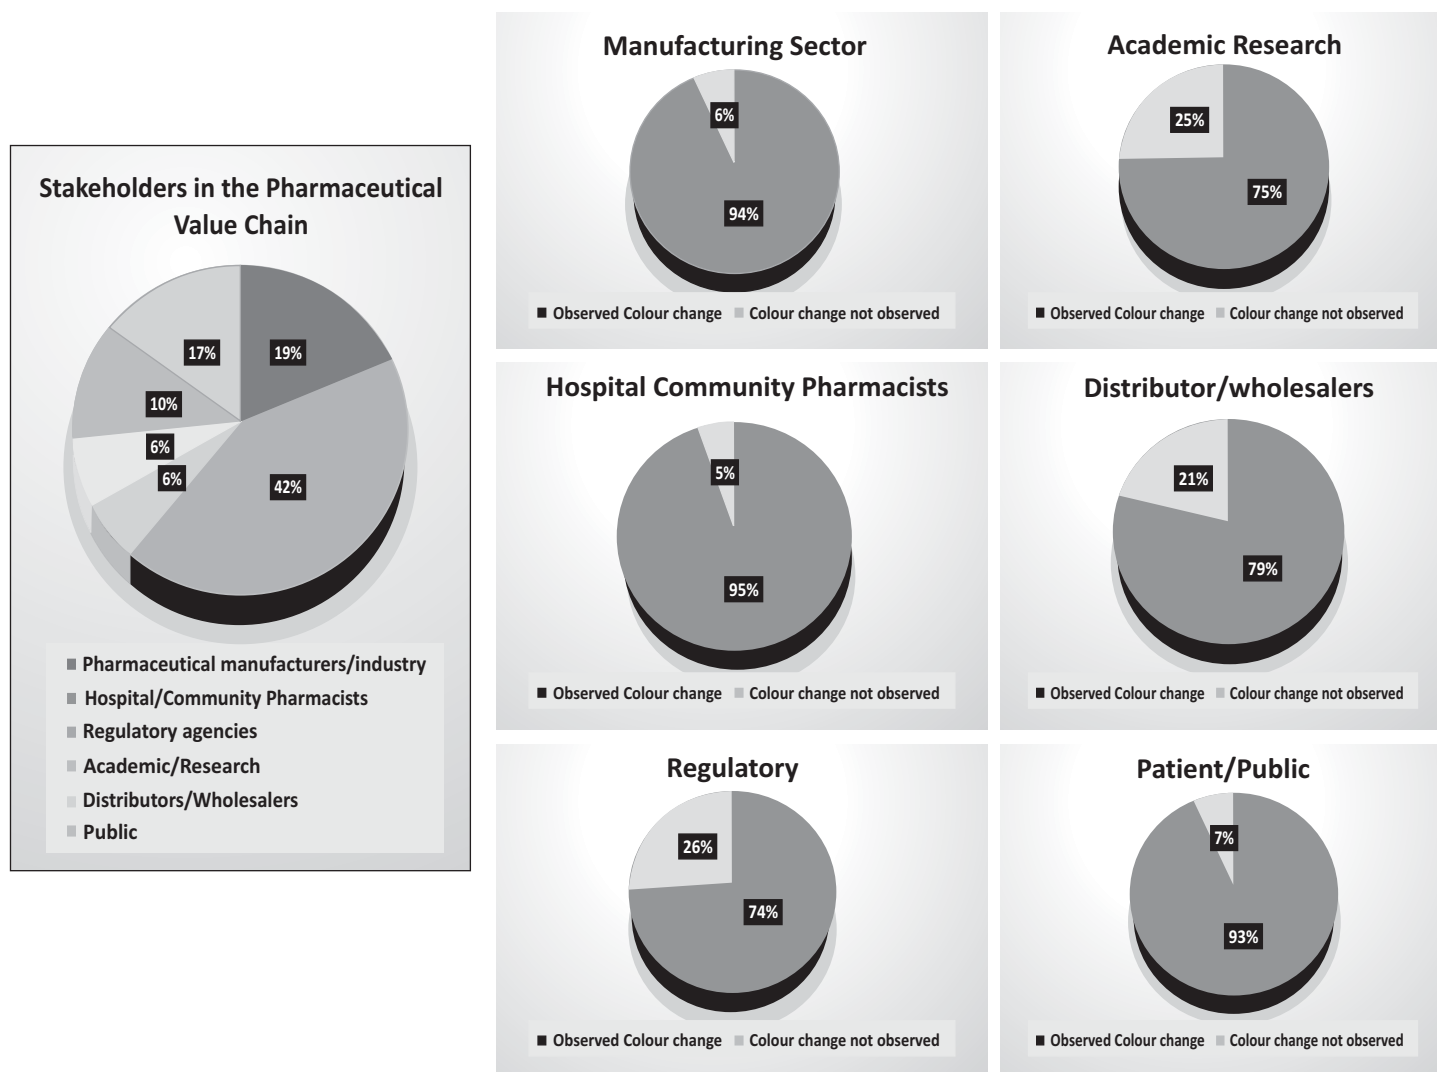 Stakeholders in the Pharmaceutical
Value Chain
17%
19%
10%
6%
6%
42%
Pharmaceutical manufacturers/industry
Hospital/Community Pharmacists
Regulatory agencies
Academic/Research
Distributors/Wholesalers
Public
Manufacturing Sector
6%
94%
Observed Colour change Colour change not observed
Academic Research
25%
75%
Observed Colour change Colour change not observed
Hospital Community Pharmacists
5%
95%
Observed Colour change Colour change not observed
Distributor/wholesalers
21%
79%
Observed Colour change Colour change not observed
Regulatory
26%
74%
Observed Colour change Colour change not observed
Patient/Public
7%
93%
Observed Colour change Colour change not observed